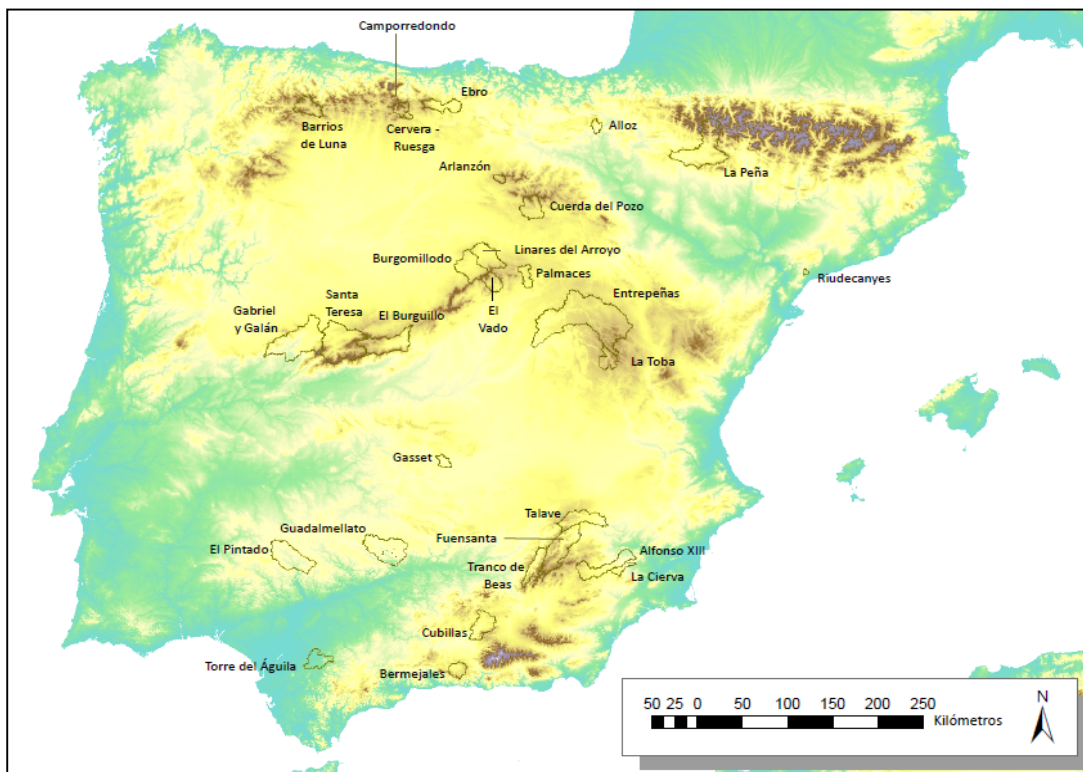 Camporredondo
Ebro
Barrios
de Luna
Cervera -
Ruesga
Alloz
La Peña
Arlanzón
Cuerda del Pozo
Linares del Arroyo
Burgomillodo
Palmaces
Riudecanyes
Entrepeñas
Santa
Teresa
Gabriel
y Galán
El Burguillo
El
Vado
La Toba
Gasset
Talave
Guadalmellato
Fuensanta
El Pintado
Alfonso XIII
Tranco de
Beas
La Cierva
Cubillas
Torre del Águila
Bermejales
50 25 0 50 100 150 200 250
Kilómetros
N